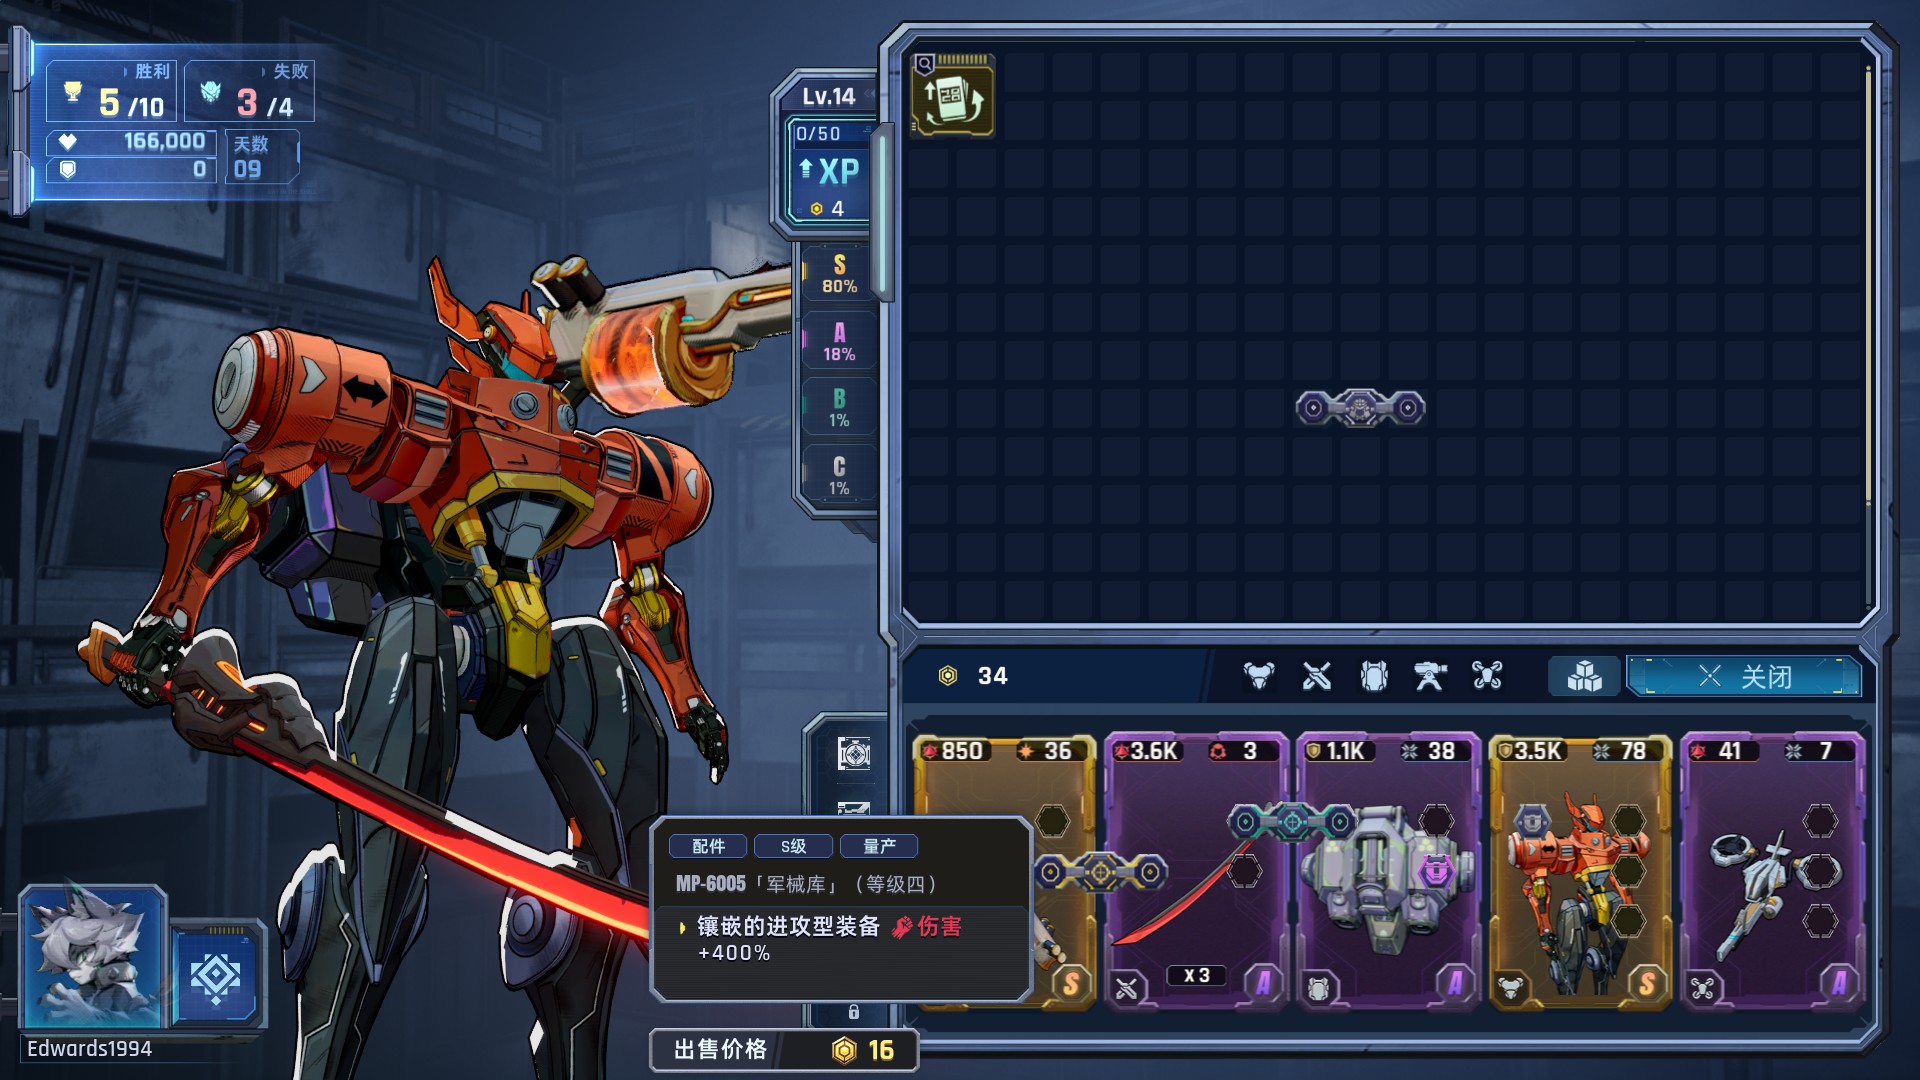 胜利
5/10
失败
3/4
166,000
0
天数
09
Lv.14
0/50
XP
4
S
80%
A
18%
B
1%
C
1%
28
34
关闭
850
36
3.6K
3
1.1K
38
3.5K
78
41
7
S
X3
A
A
S
A
配件
S级
量产
MP-6005「军械库」（等级四）
镶嵌的进攻型装备 伤害
+400%
出售价格
16
Edwards1994